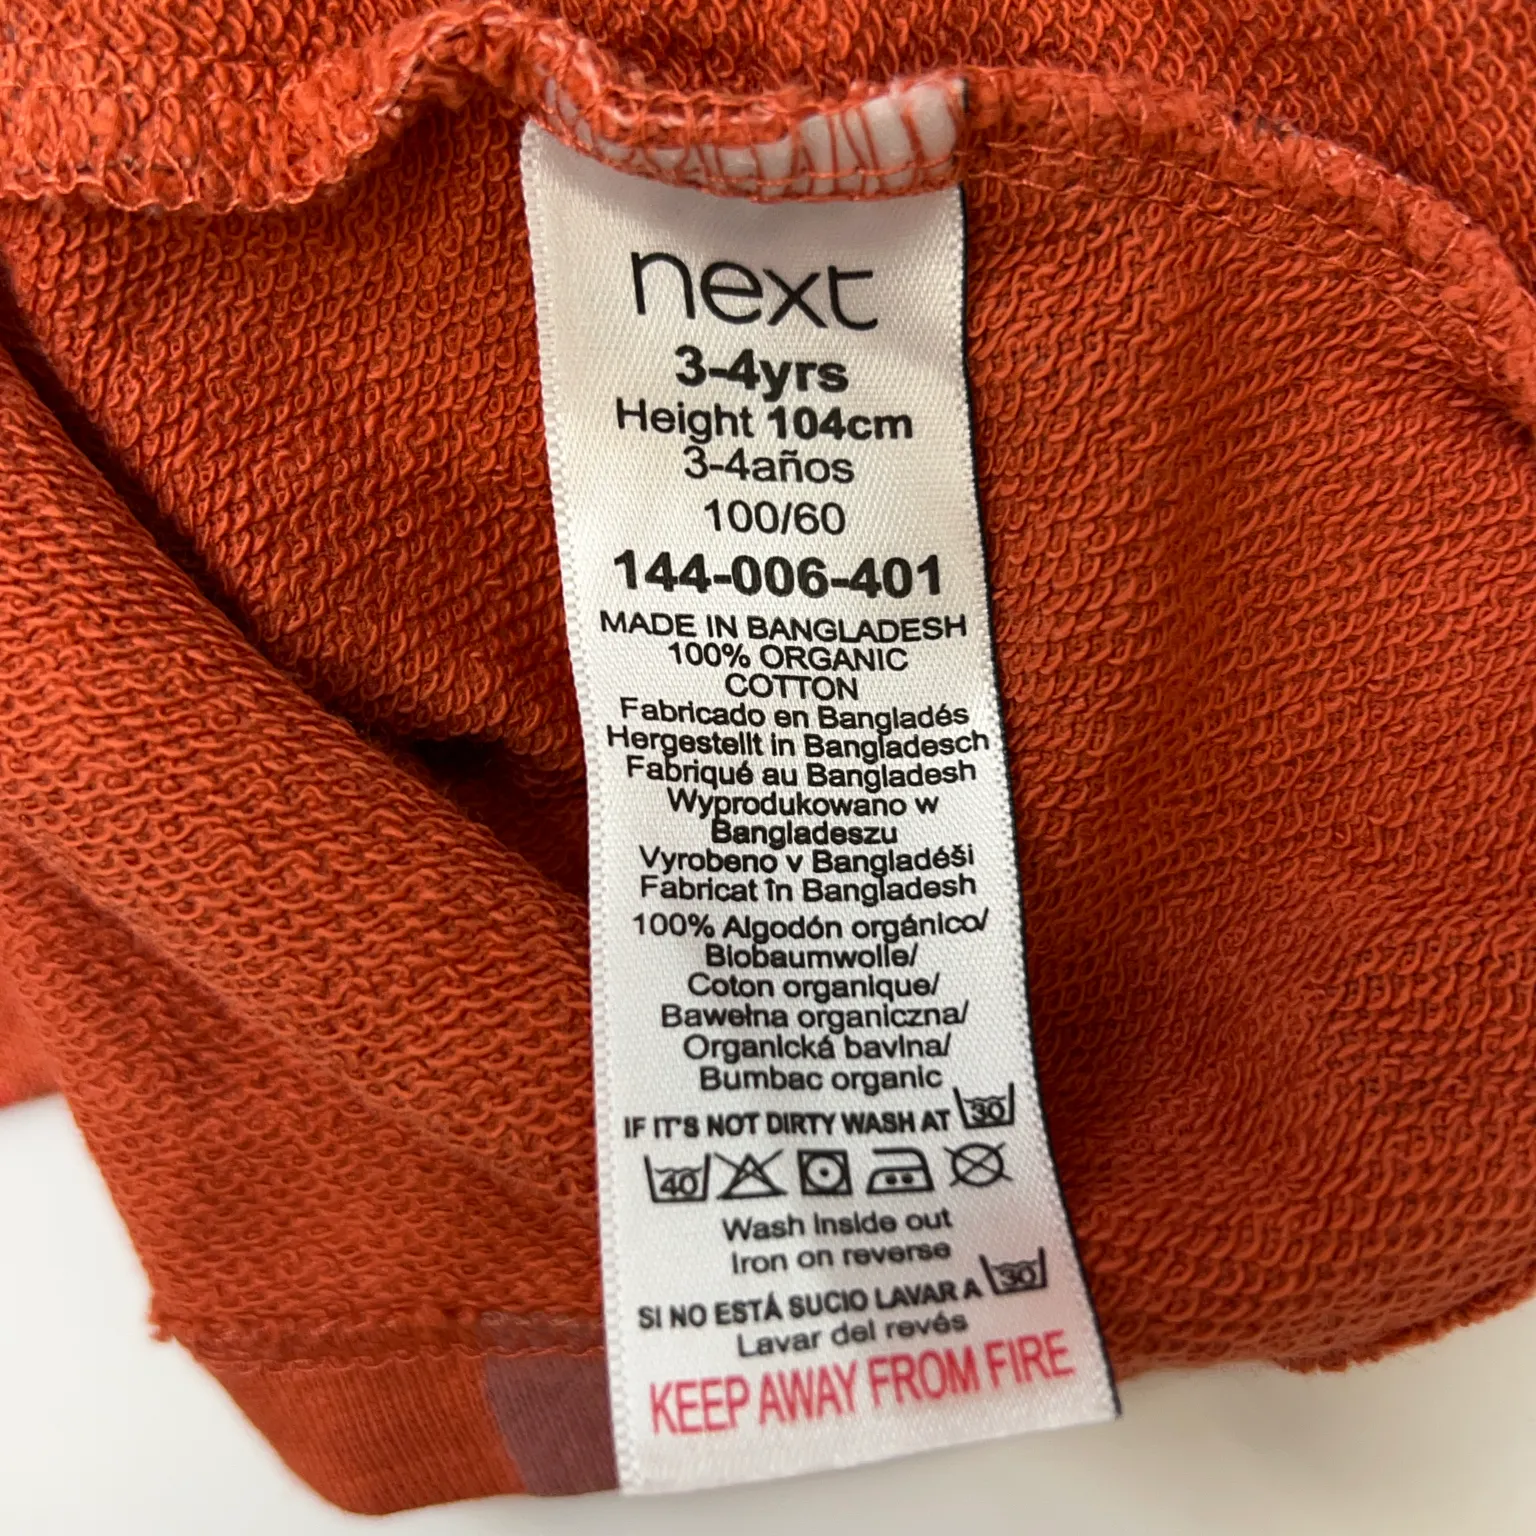 next
3-4yrs
Height 104cm
3-4años
100/60
144-006-401
MADE IN BANGLADESH
100% ORGANIC
COTTON
Fabricado en Bangladés
Hergestellt in Bangladesch
Fabriqué au Bangladesh
Wyprodukowano w
Bangladeszu
Vyrobeno v Bangladéši
Fabricat în Bangladesh
100% Algodón orgánico/
Biobaumwolle/
Coton organique/
Bawełna organiczna/
Organická bavlna/
Bumbac organic
IF IT'S NOT DIRTY WASH AT 30
40
Wash inside out
Iron on reverse
SI NO ESTÁ SUCIO LAVAR A 30
Lavar del revés
KEEP AWAY FROM FIRE